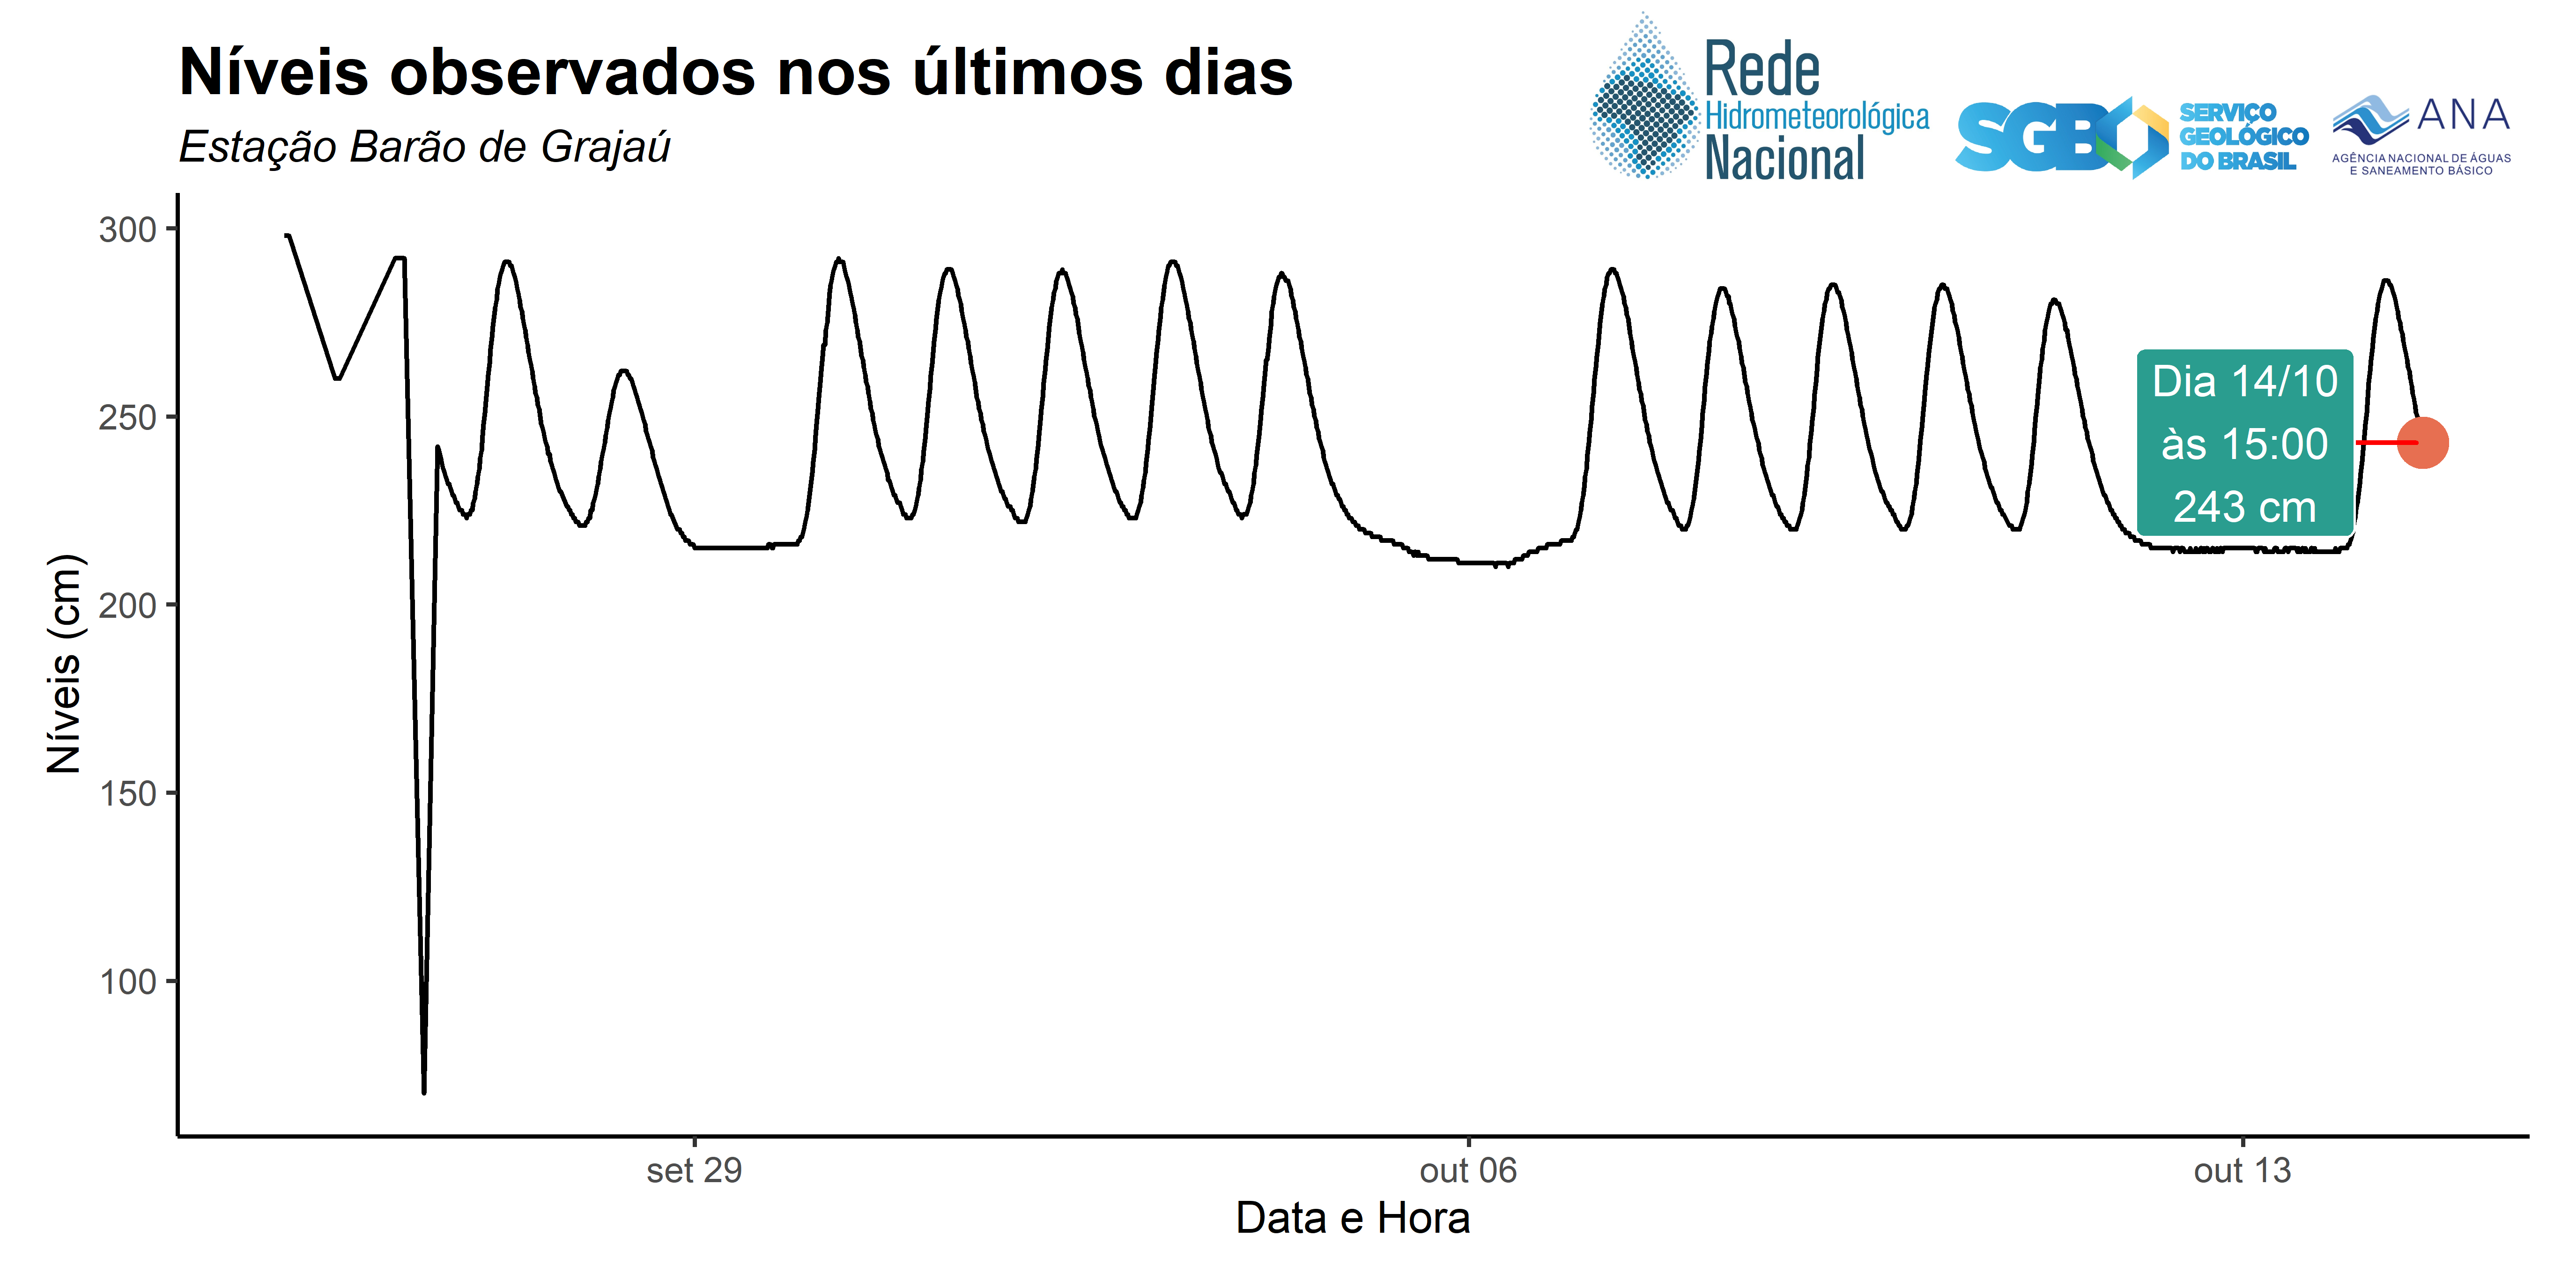 Níveis observados nos últimos dias
Estação Barão de Grajaú
Rede
Hidrometeorológica
Nacional
SGB
SERVIÇO
GEOLÓGICO
DO BRASIL
ANA
AGÊNCIA NACIONAL DE ÁGUAS
E SANEAMENTO BÁSICO
Níveis (cm)
300
250
200
150
100
Dia 14/10
às 15:00
243 cm
set 29
out 06
out 13
Data e Hora